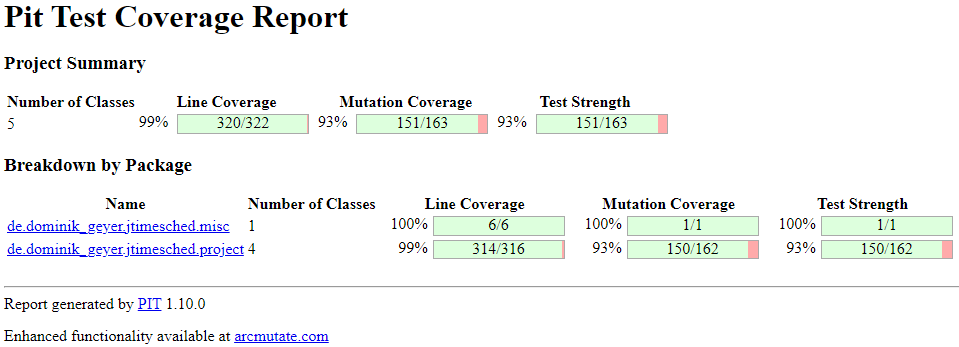 Pit Test Coverage Report
Project Summary
Number of Classes Line Coverage Mutation Coverage Test Strength
5 99% 320/322 93% 151/163 93% 151/163
Breakdown by Package
Name Number of Classes Line Coverage Mutation Coverage Test Strength
de.dominik_geyer.jtimesched.misc 1 100% 6/6 100% 1/1 100% 1/1
de.dominik_geyer.jtimesched.project 4 99% 314/316 93% 150/162 93% 150/162
Report generated by PIT 1.10.0
Enhanced functionality available at arcmutate.com